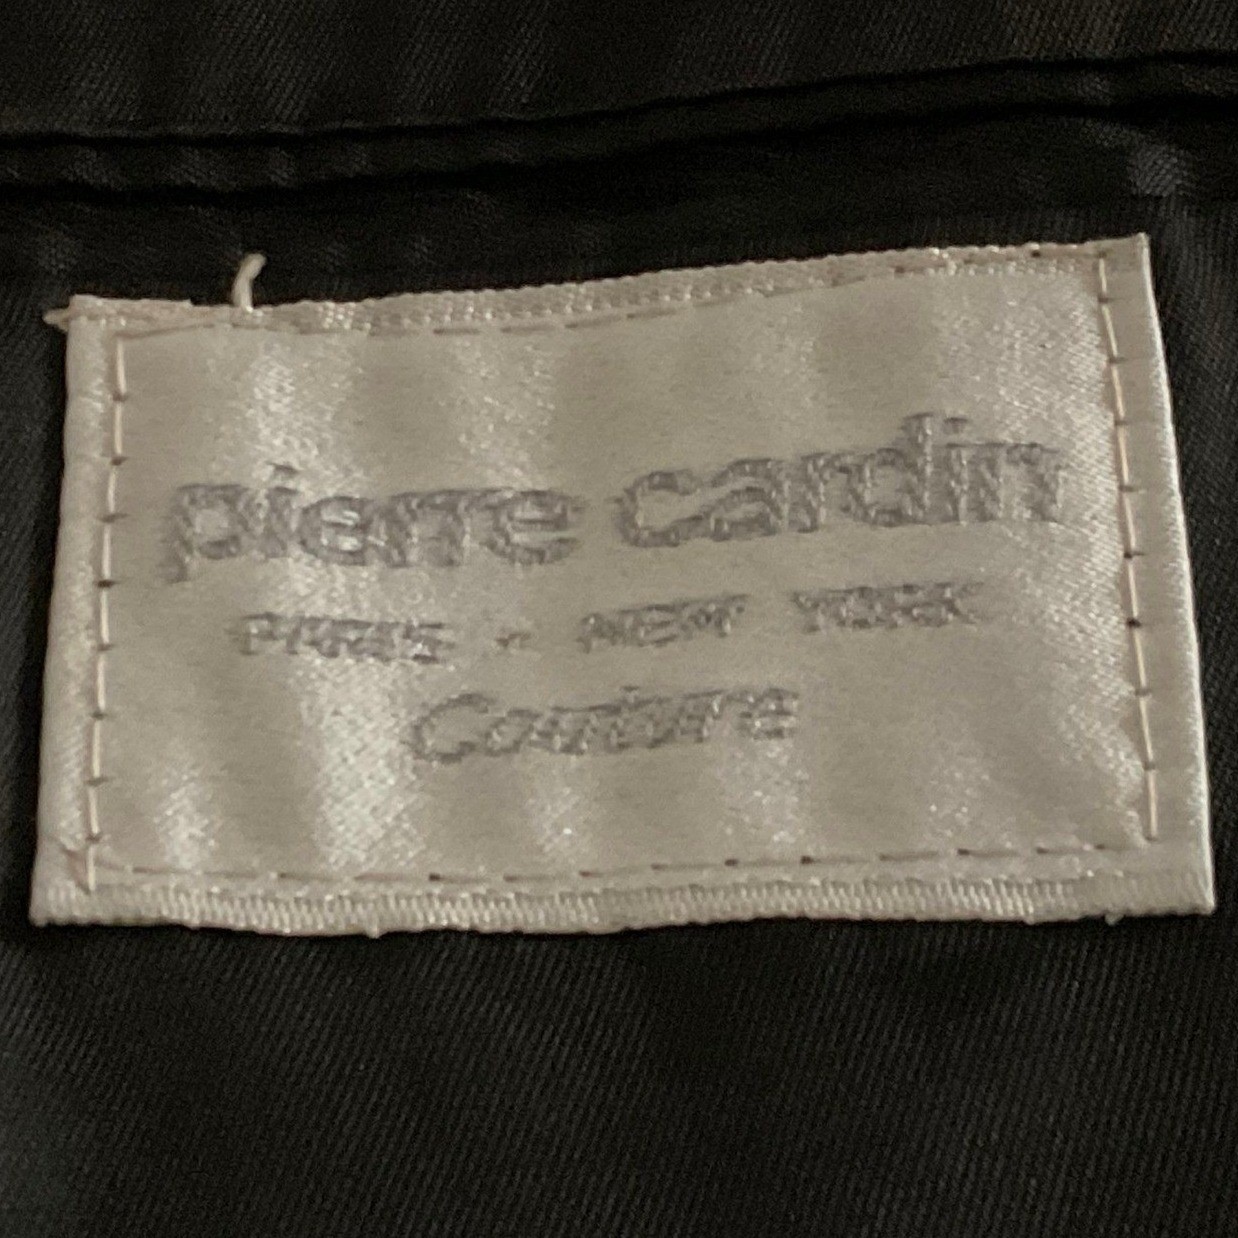 pierre cardin
PARIS - NEW YORK
Couture